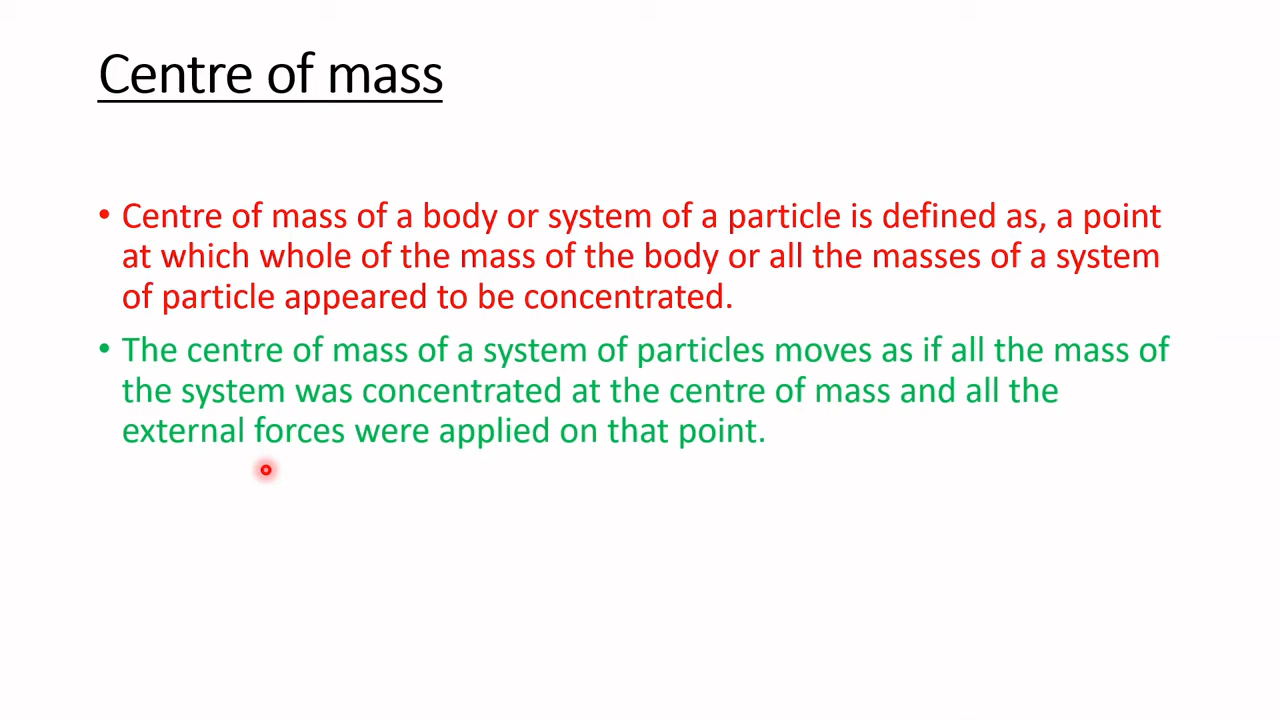 Centre of mass
• Centre of mass of a body or system of a particle is defined as, a point
at which whole of the mass of the body or all the masses of a system
of particle appeared to be concentrated.
• The centre of mass of a system of particles moves as if all the mass of
the system was concentrated at the centre of mass and all the
external forces were applied on that point.